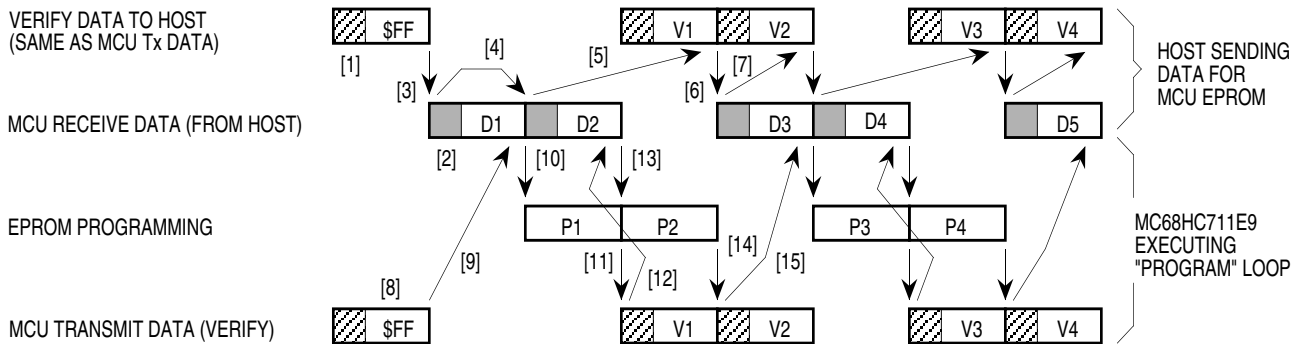 VERIFY DATA TO HOST
(SAME AS MCU Tx DATA)
$FF
V1
V2
V3
V4
[1]
[3]
[4]
[5]
[6]
[7]
HOST SENDING
DATA FOR
MCU EPROM
MCU RECEIVE DATA (FROM HOST)
D1
D2
D3
D4
D5
[2]
[10]
[13]
EPROM PROGRAMMING
P1
P2
P3
P4
MC68HC711E9
EXECUTING
"PROGRAM" LOOP
[8]
[9]
[11]
[12]
[14]
[15]
MCU TRANSMIT DATA (VERIFY)
$FF
V1
V2
V3
V4